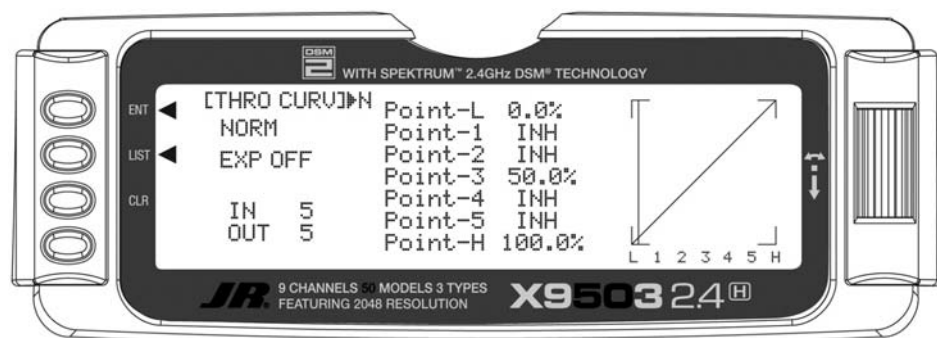 DSM
2
WITH SPEKTRUM™ 2.4GHz DSM® TECHNOLOGY
ENT
LIST
CLR
[THRO CURV]▶N
NORM
EXP OFF
IN 5
OUT 5
Point-L 0.0%
Point-1 INH
Point-2 INH
Point-3 50.0%
Point-4 INH
Point-5 INH
Point-H 100.0%
L 1 2 3 4 5 H
JR.
9 CHANNELS 50 MODELS 3 TYPES
FEATURING 2048 RESOLUTION
X9503 2.4 H